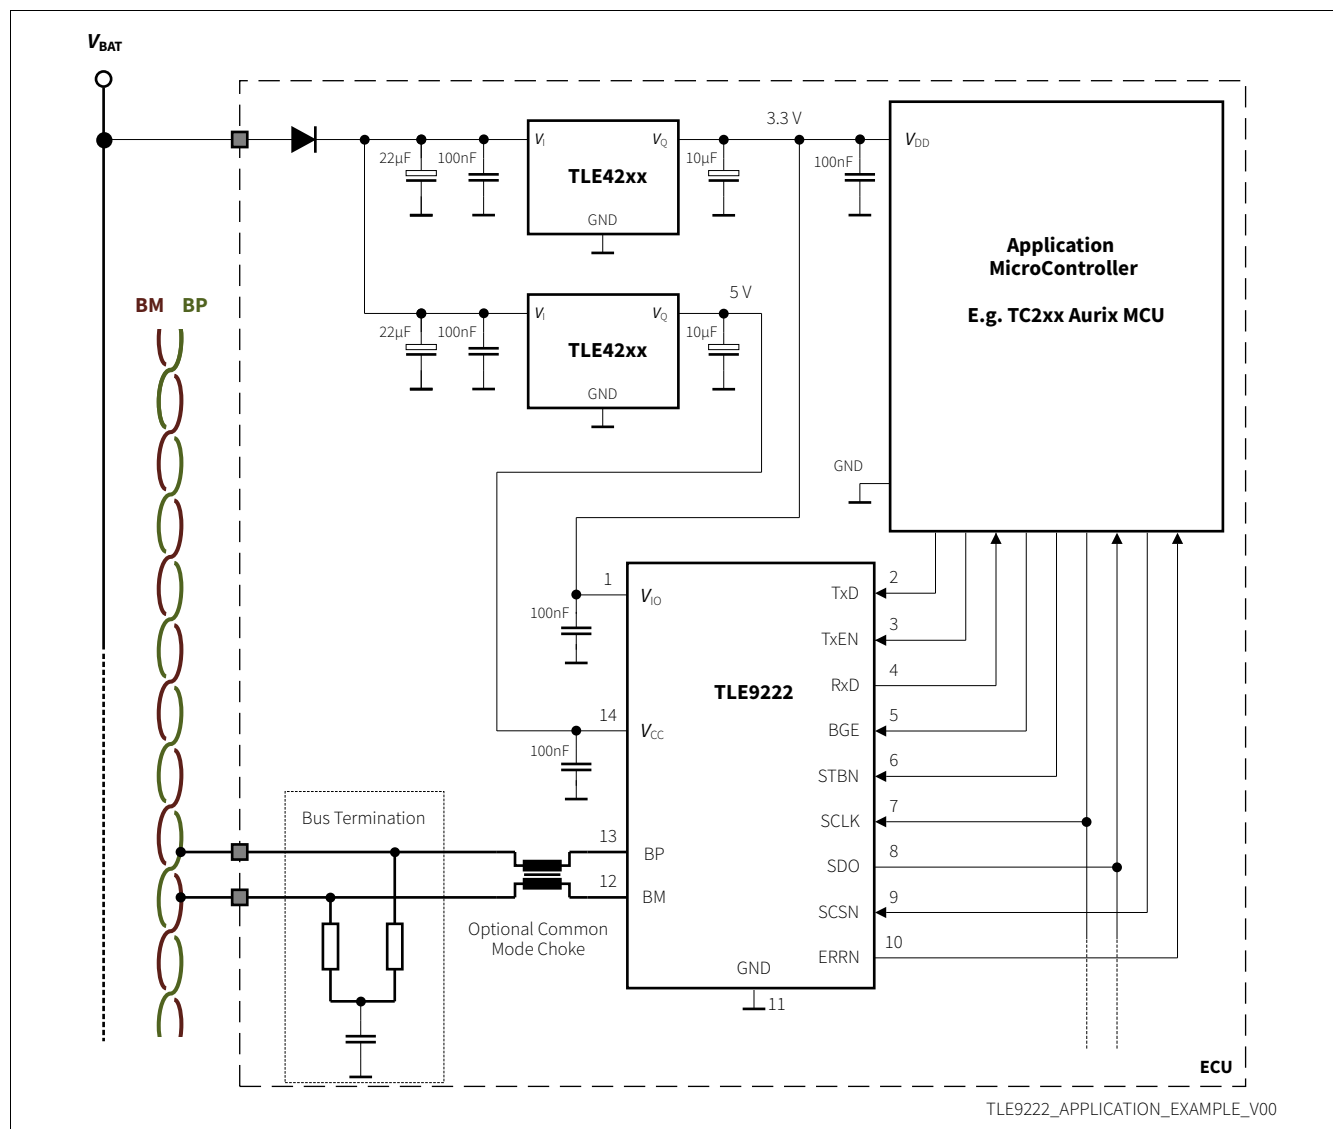 VBAT
3.3 V
22µF
100nF
VI
VQ
TLE42xx
GND
10µF
100nF
VDD
Application
MicroController
E.g. TC2xx Aurix MCU
GND
BM BP
5 V
22µF
100nF
VI
VQ
TLE42xx
GND
10µF
1
VIO
100nF
TLE9222
14
VCC
100nF
TxD
2
TxEN
3
RxD
4
BGE
5
STBN
6
SCLK
7
SDO
8
SCSN
9
ERRN
10
Bus Termination
13
BP
12
BM
Optional Common
Mode Choke
GND
11
ECU
TLE9222_APPLICATION_EXAMPLE_V00